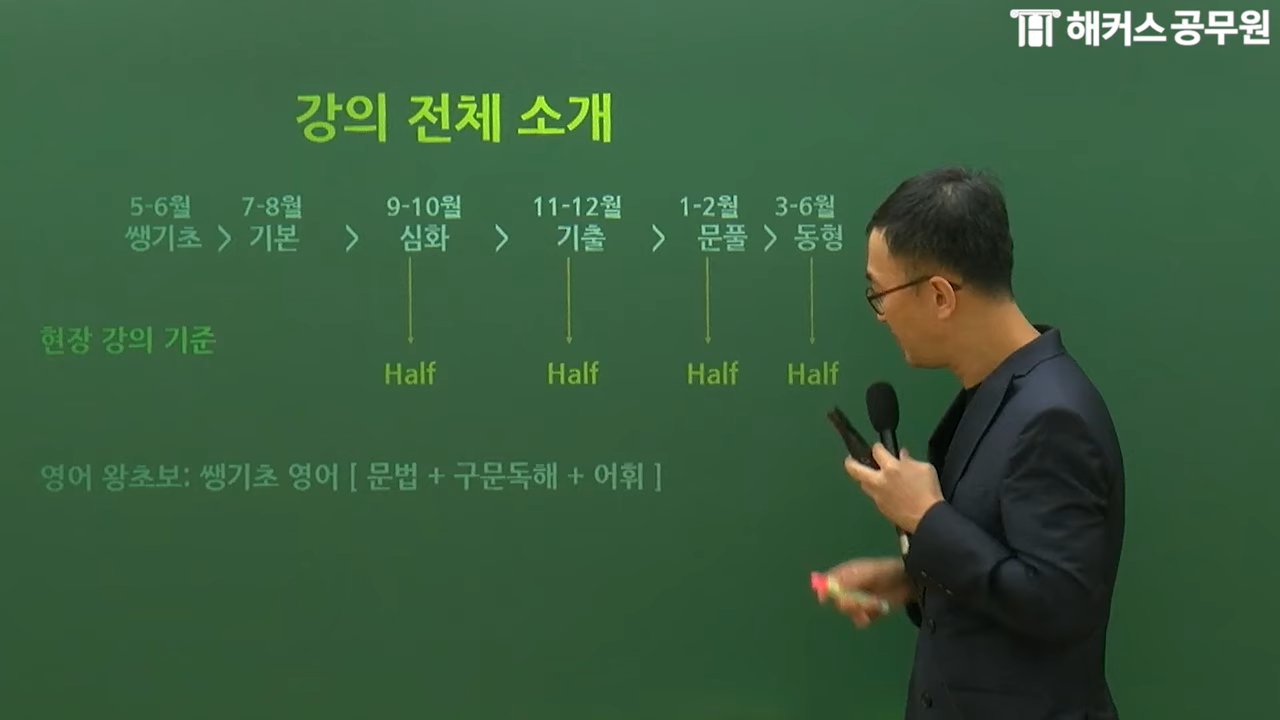 해커스공무원
강의 전체 소개
5-6월 7-8월 9-10월 11-12월 1-2월 3-6월
쌩기초 > 기본 > 심화 > 기출 > 문풀 > 동형
현장 강의 기준
Half Half Half Half
영어 왕초보: 쌩기초 영어 [ 문법 + 구문독해 + 어휘 ]